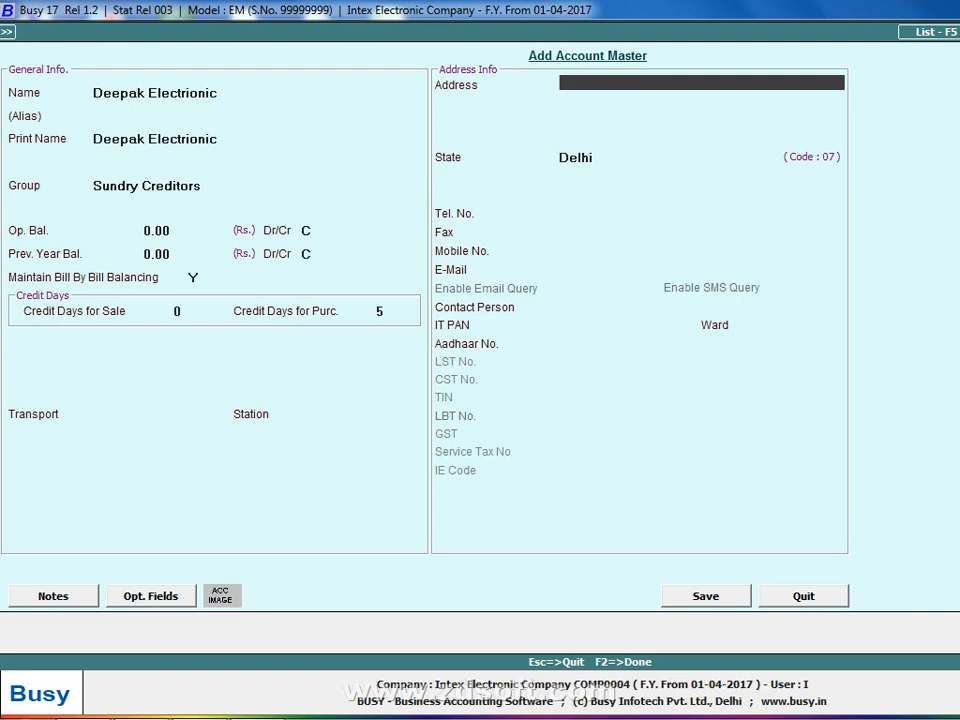 Busy 17 Rel 1.2 | Stat Rel 003 | Model : EM (S.No. 99999999) | Intex Electronic Company - F.Y. From 01-04-2017
>> List - F5
Add Account Master
General Info.
Name Deepak Electrionic
(Alias)
Print Name Deepak Electrionic
Group Sundry Creditors
Op. Bal. 0.00 (Rs.) Dr/Cr C
Prev. Year Bal. 0.00 (Rs.) Dr/Cr C
Maintain Bill By Bill Balancing Y
Credit Days
Credit Days for Sale 0 Credit Days for Purc. 5
Transport Station
Address Info
Address
State Delhi ( Code : 07 )
Tel. No.
Fax
Mobile No.
E-Mail
Enable Email Query Enable SMS Query
Contact Person
IT PAN Ward
Aadhaar No.
LST No.
CST No.
TIN
LBT No.
GST
Service Tax No
IE Code
Notes Opt. Fields ACC IMAGE Save Quit
Esc=>Quit F2=>Done
Busy
Company : Intex Electronic Company COMP0004 ( F.Y. From 01-04-2017 ) - User : I
www.zdsoft.com
BUSY - Business Accounting Software ; (c) Busy Infotech Pvt. Ltd., Delhi ; www.busy.in